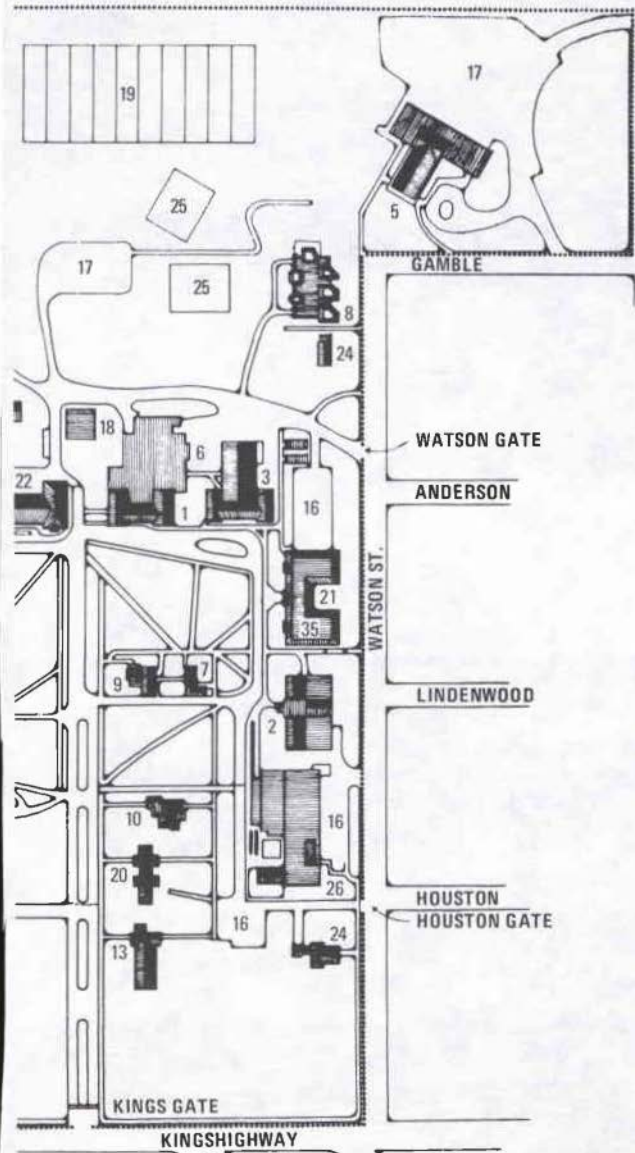 17
19
25
5
17
25
GAMBLE
8
24
WATSON GATE
18
6
22
3
ANDERSON
1
16
WATSON ST.
21
35
9
7
LINDENWOOD
2
10
16
20
26
HOUSTON
HOUSTON GATE
16
24
13
KINGS GATE
KINGSHIGHWAY